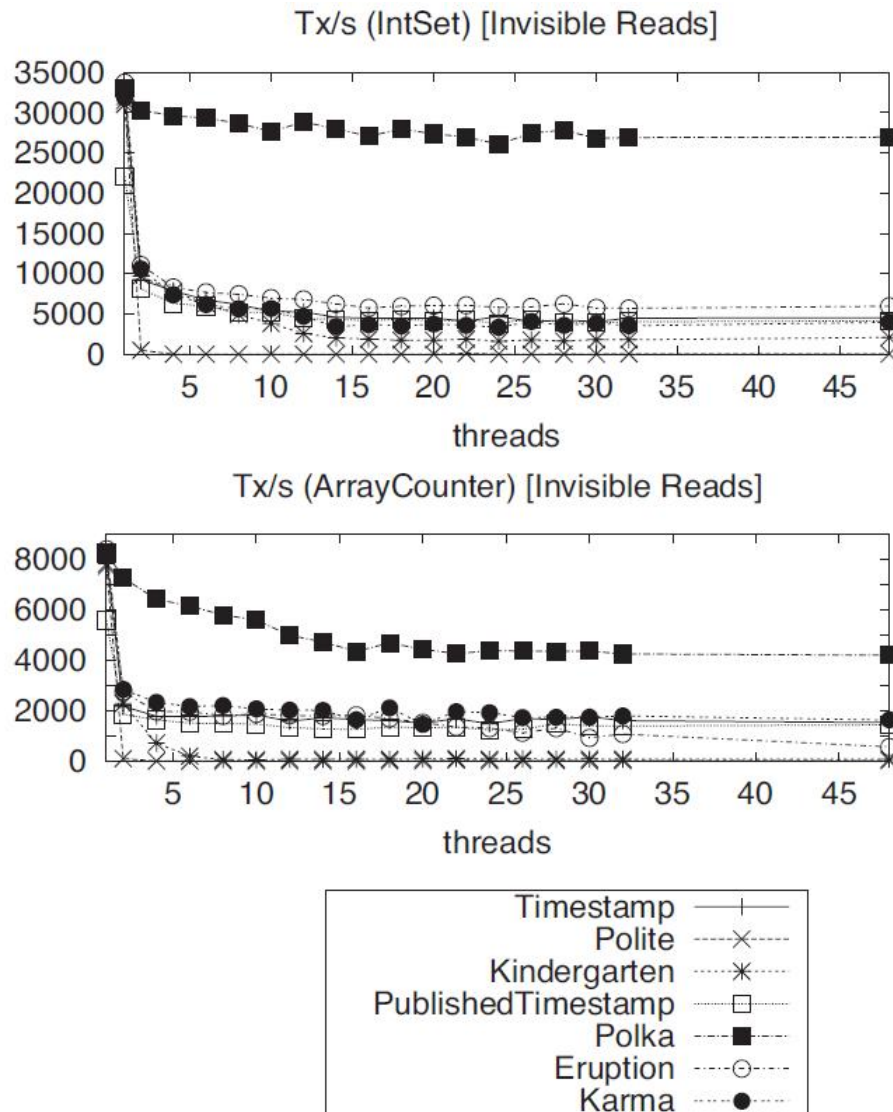 Tx/s (IntSet) [Invisible Reads]
35000
30000
25000
20000
15000
10000
5000
0
5 10 15 20 25 30 35 40 45
threads
Tx/s (ArrayCounter) [Invisible Reads]
8000
6000
4000
2000
0
5 10 15 20 25 30 35 40 45
threads
Timestamp
Polite
Kindergarten
PublishedTimestamp
Polka
Eruption
Karma